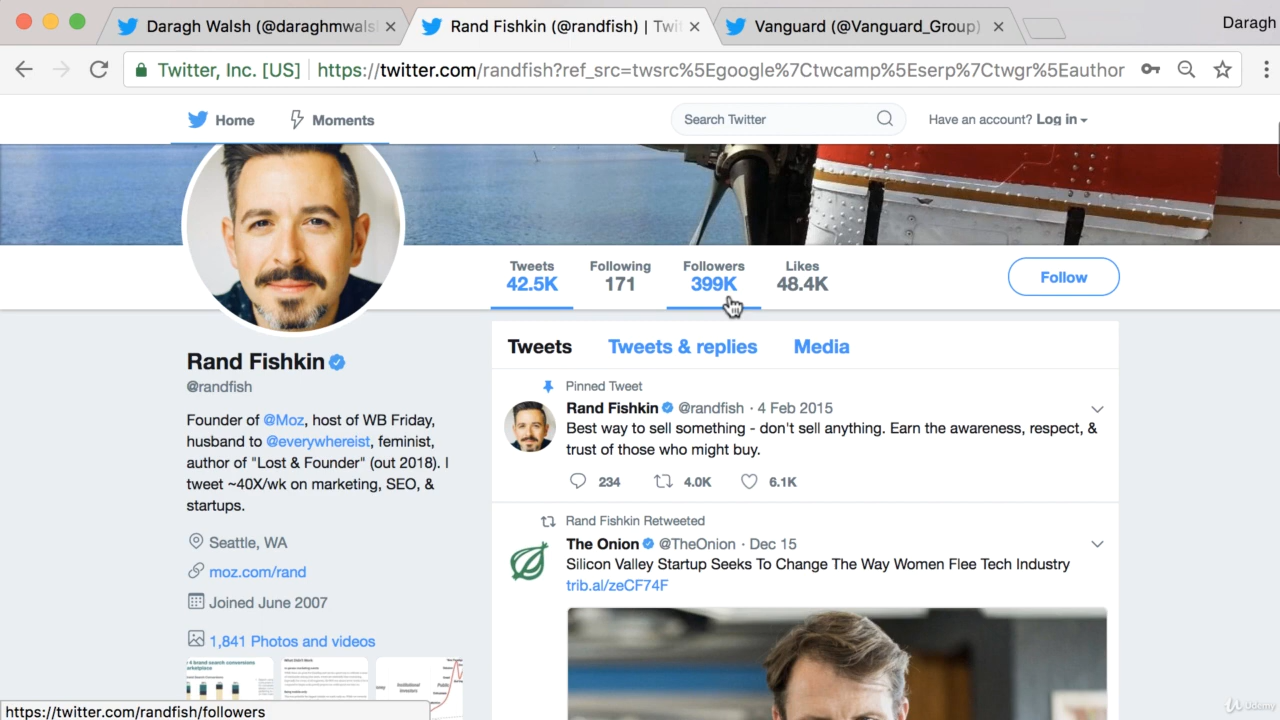 Daragh Walsh (@daraghmwals
Rand Fishkin (@randfish) | Twit
Vanguard (@Vanguard_Group)
Daragh
Twitter, Inc. [US]
https://twitter.com/randfish?ref_src=twsrc%5Egoogle%7Ctwcamp%5Eserp%7Ctwgr%5Eauthor
Home
Moments
Search Twitter
Have an account? Log in
Tweets
42.5K
Following
171
Followers
399K
Likes
48.4K
Follow
Rand Fishkin
@randfish
Founder of @Moz, host of WB Friday,
husband to @everywhereist, feminist,
author of "Lost & Founder" (out 2018). I
tweet ~40X/wk on marketing, SEO, &
startups.
Seattle, WA
moz.com/rand
Joined June 2007
1,841 Photos and videos
Tweets
Tweets & replies
Media
Pinned Tweet
Rand Fishkin @randfish · 4 Feb 2015
Best way to sell something - don't sell anything. Earn the awareness, respect, &
trust of those who might buy.
234
4.0K
6.1K
Rand Fishkin Retweeted
The Onion @TheOnion · Dec 15
Silicon Valley Startup Seeks To Change The Way Women Flee Tech Industry
trib.al/zeCF74F
https://twitter.com/randfish/followers
Udemy